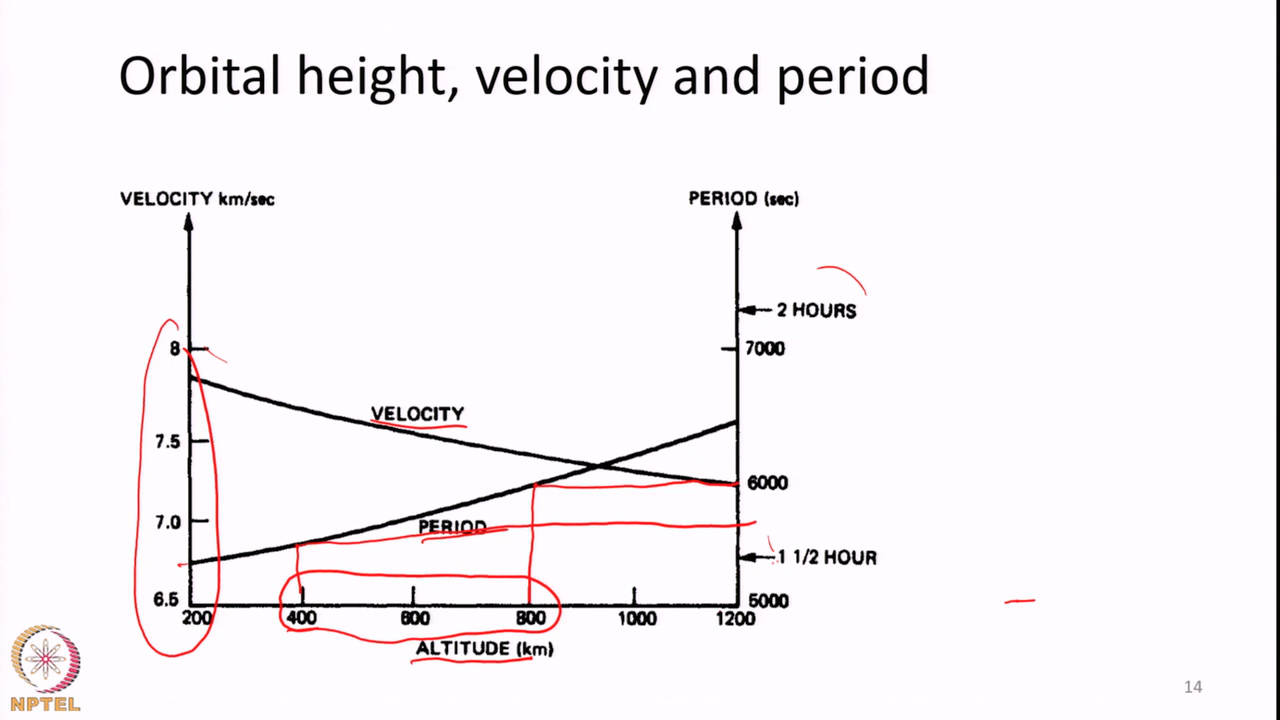 Orbital height, velocity and period
VELOCITY km/sec
PERIOD (sec)
2 HOURS
8
7000
VELOCITY
7.5
6000
7.0
PERIOD
1 1/2 HOUR
6.5
5000
200 400 600 800 1000 1200
ALTITUDE (km)
NPTEL
14